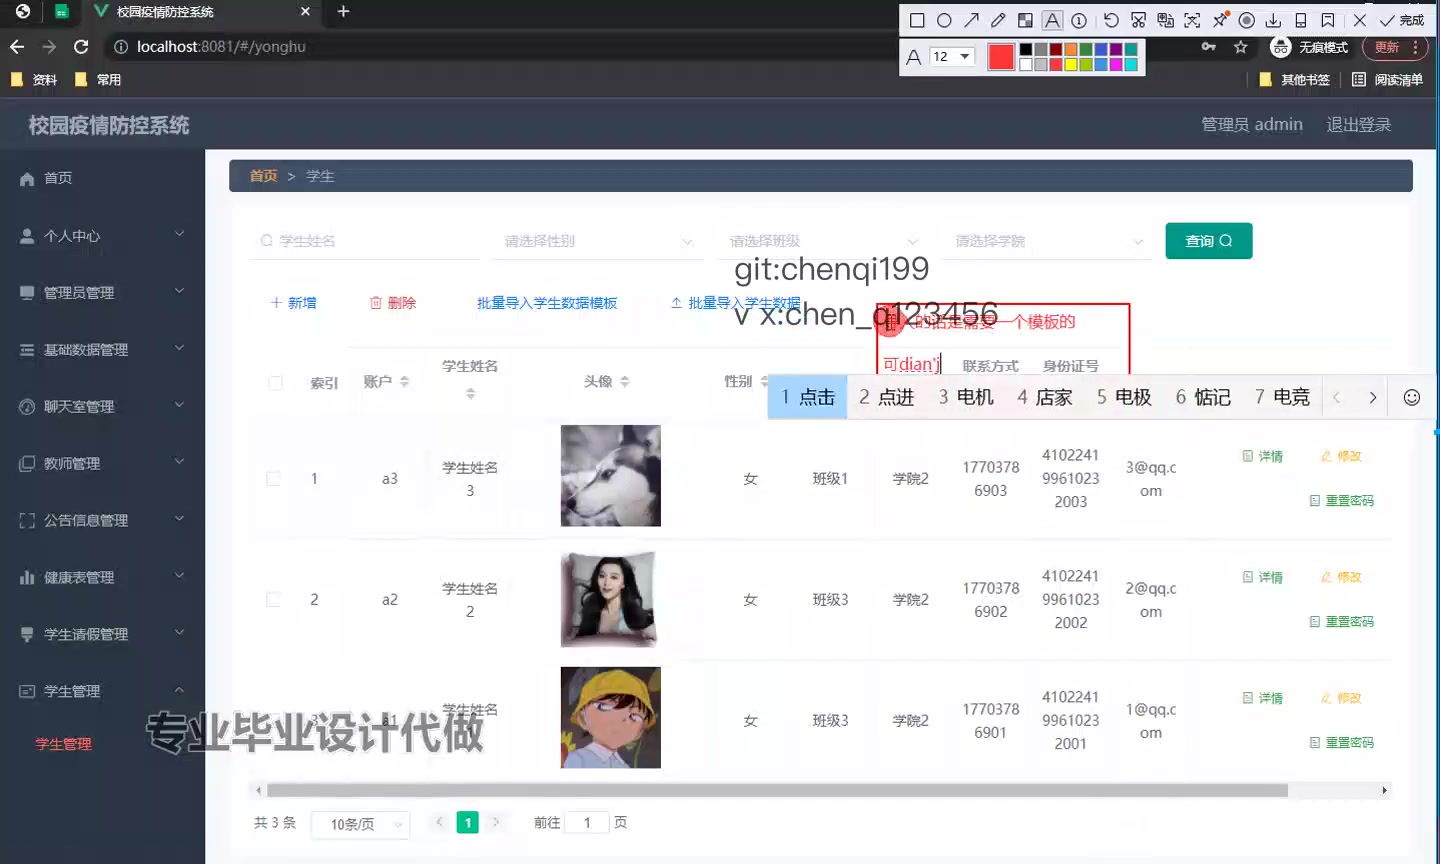 校园疫情防控系统
localhost:8081/#/yonghu
12
完成
无痕模式
更新
资料
常用
其他书签
阅读清单
校园疫情防控系统
管理员 admin
退出登录
首页
个人中心
管理员管理
基础数据管理
聊天室管理
教师管理
公告信息管理
健康表管理
学生请假管理
学生管理
学生管理
首页 > 学生
学生姓名
请选择性别
请选择班级
请选择学院
查询
git:chenqi199
新增
删除
批量导入学生数据模板
批量导入学生数据
v x:chen_q123456
的话是需要一个模板的
可dian'j
1 点击 2 点进 3 电机 4 店家 5 电极 6 惦记 7 电竞
索引 账户 学生姓名 头像 性别 联系方式 身份证号
1 a3 学生姓名3 女 班级1 学院2 17703786903 410224199610232003 3@qq.com 详情 修改 重置密码
2 a2 学生姓名2 女 班级3 学院2 17703786902 410224199610232002 2@qq.com 详情 修改 重置密码
3 a1 学生姓名 女 班级3 学院2 17703786901 410224199610232001 1@qq.com 详情 修改 重置密码
专业毕业设计代做
共 3 条 10条/页 1 前往 1 页